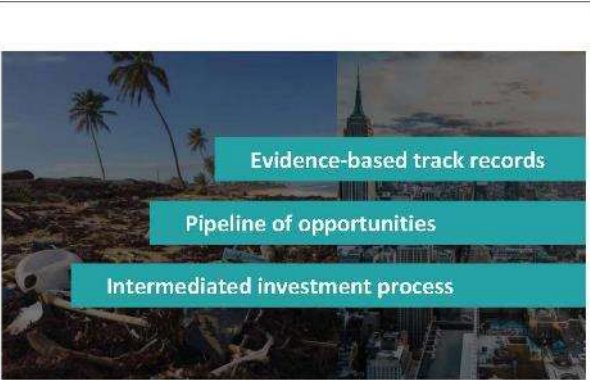 Evidence-based track records
Pipeline of opportunities
Intermediated investment process